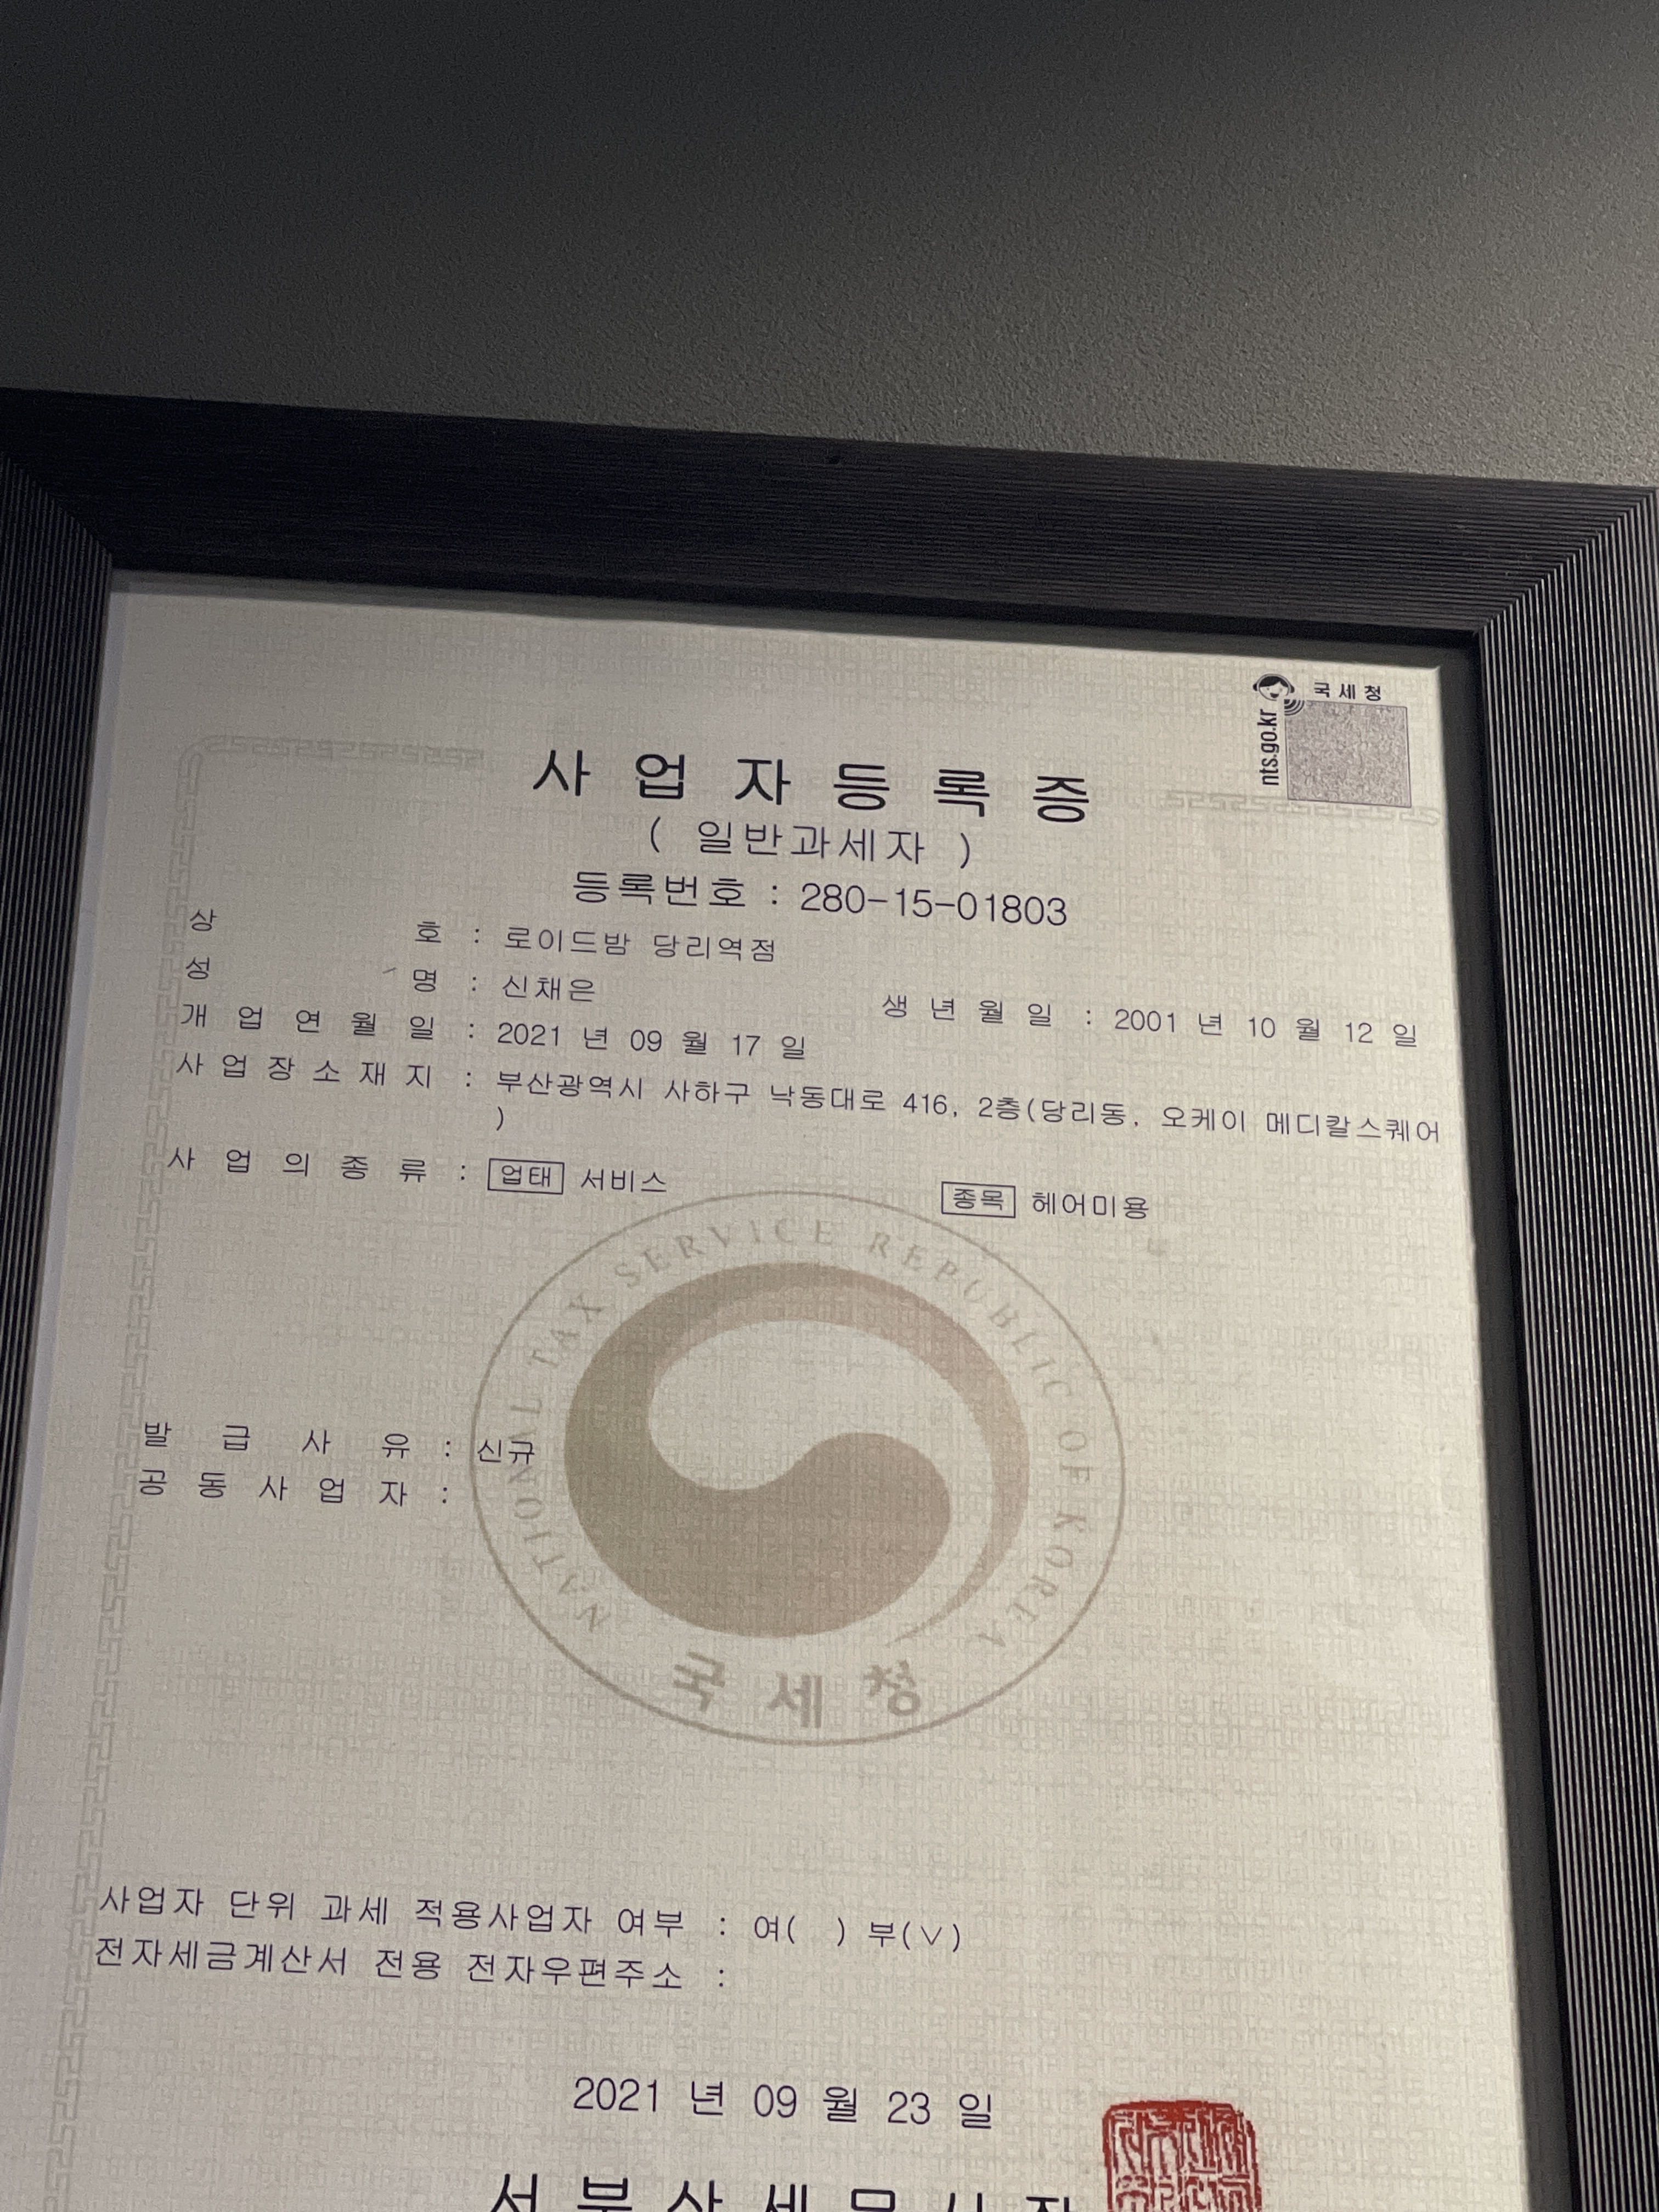 국세청
nts.go.kr
사업자등록증
( 일반과세자 )
등록번호 : 280-15-01803
상 호 : 로이드밤 당리역점
성 명 : 신채은 생년월일 : 2001 년 10 월 12 일
개업연월일 : 2021 년 09 월 17 일
사업장소재지 : 부산광역시 사하구 낙동대로 416, 2층(당리동, 오케이 메디칼스퀘어
)
사업의종류 : 업태 서비스 종목 헤어미용
NATIONAL TAX SERVICE REPUBLIC OF KOREA
발급사유 : 신규
공동사업자 :
국세청
사업자 단위 과세 적용사업자 여부 : 여( ) 부(∨)
전자세금계산서 전용 전자우편주소 :
2021 년 09 월 23 일